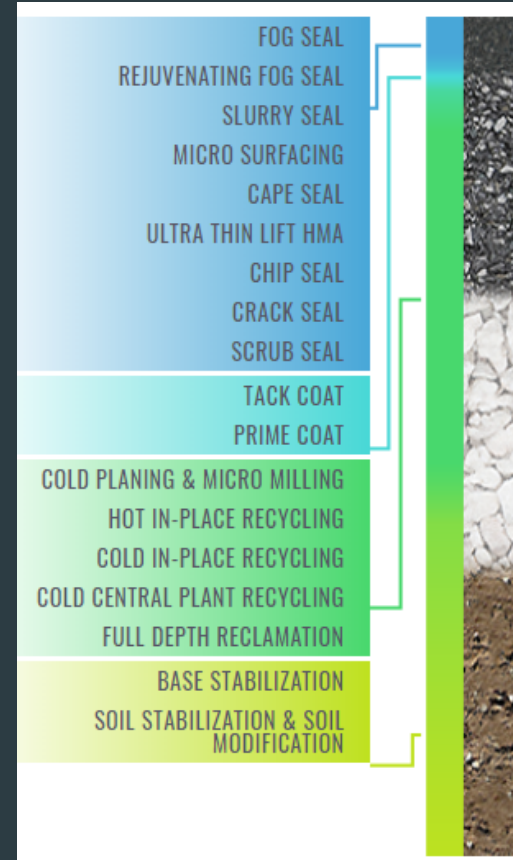 FOG SEAL
REJUVENATING FOG SEAL
SLURRY SEAL
MICRO SURFACING
CAPE SEAL
ULTRA THIN LIFT HMA
CHIP SEAL
CRACK SEAL
SCRUB SEAL
TACK COAT
PRIME COAT
COLD PLANING & MICRO MILLING
HOT IN-PLACE RECYCLING
COLD IN-PLACE RECYCLING
COLD CENTRAL PLANT RECYCLING
FULL DEPTH RECLAMATION
BASE STABILIZATION
SOIL STABILIZATION & SOIL
MODIFICATION